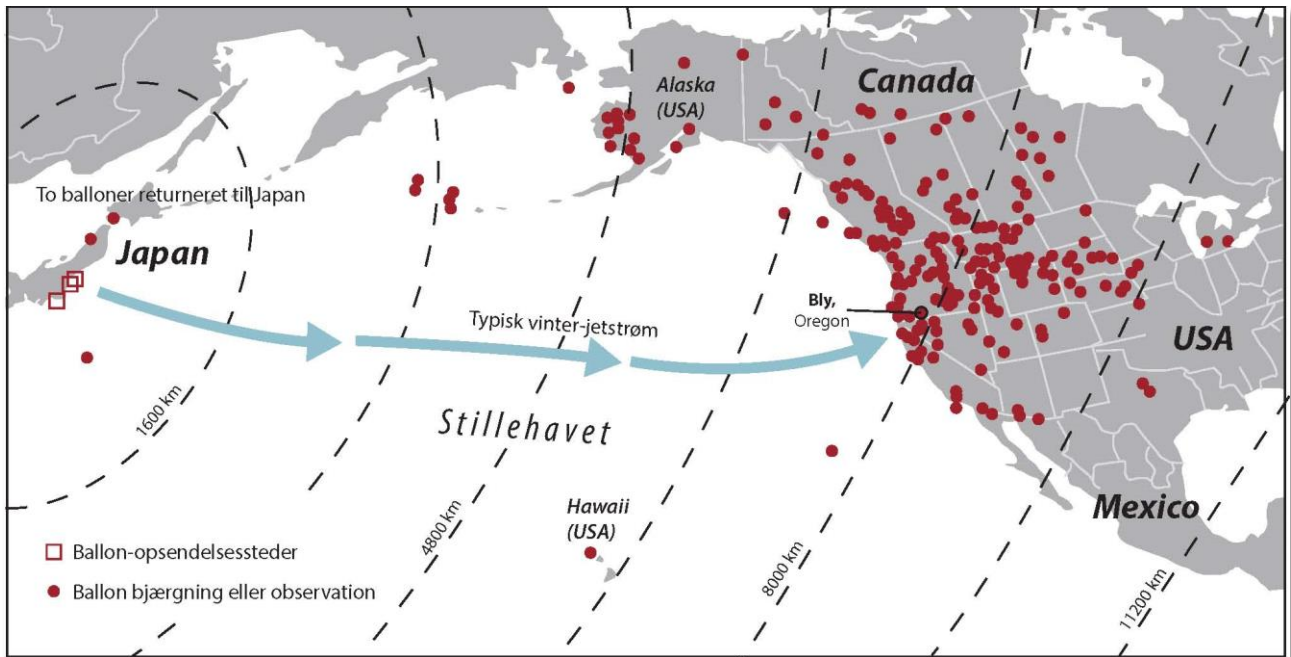 Alaska
(USA)
Canada
To balloner returneret til Japan
Japan
Bly,
Oregon
Typisk vinter-jetstrøm
USA
1600 km
Stillehavet
Hawaii
(USA)
Mexico
4800 km
8000 km
11200 km
Ballon-opsendelsessteder
Ballon bjærgning eller observation